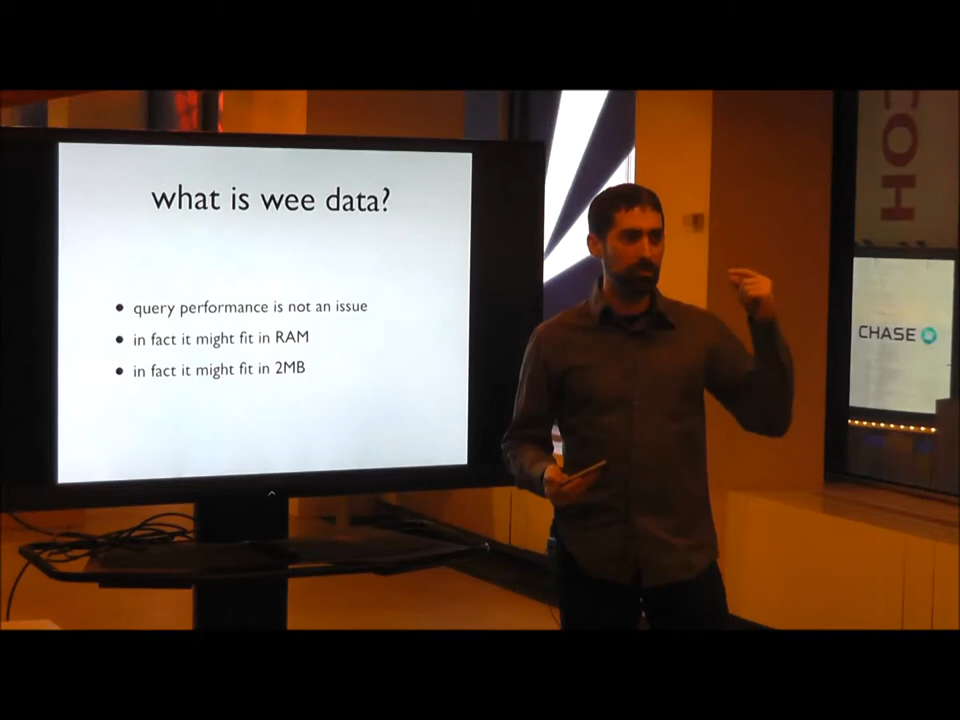 what is wee data?
query performance is not an issue
in fact it might fit in RAM
in fact it might fit in 2MB
CHASE